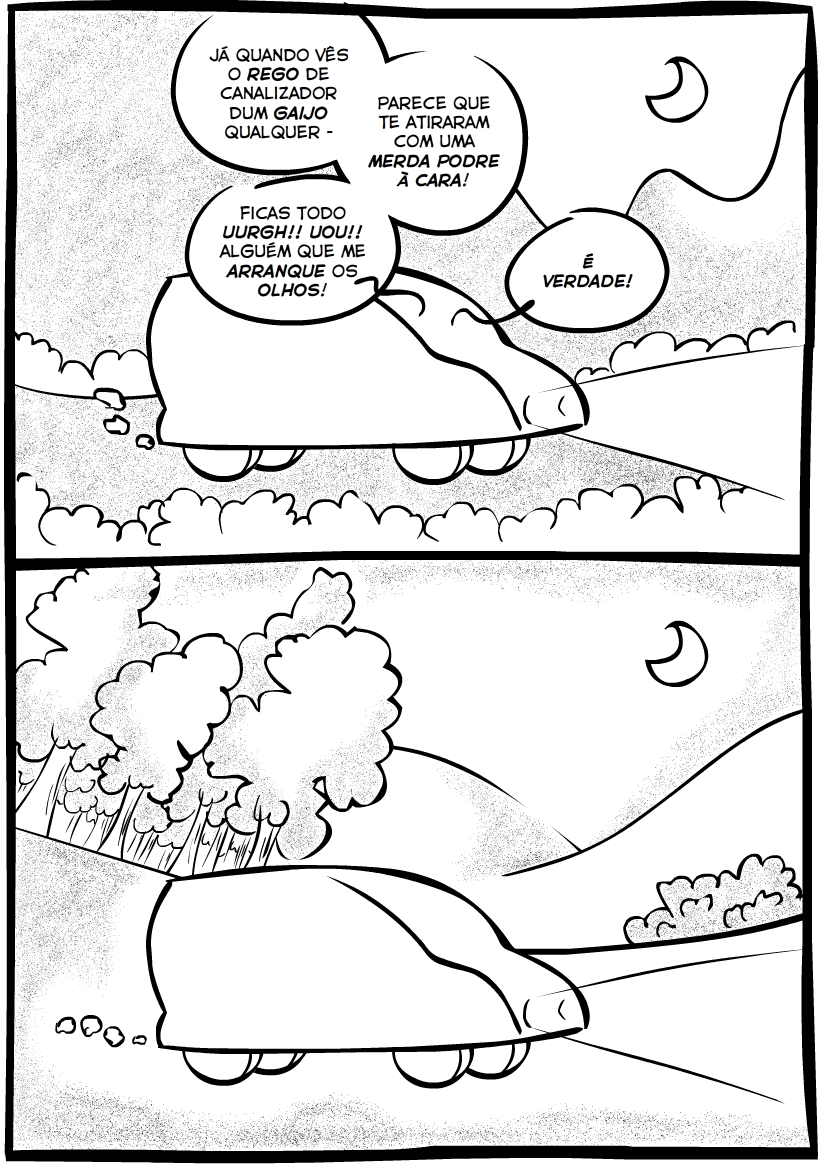 JÁ QUANDO VÊS
O REGO DE
CANALIZADOR
DUM GAIJO
QUALQUER -
PARECE QUE
TE ATIRARAM
COM UMA
MERDA PODRE
À CARA!
FICAS TODO
UURGH!! UOU!!
ALGUÉM QUE ME
ARRANQUE OS
OLHOS!
É
VERDADE!